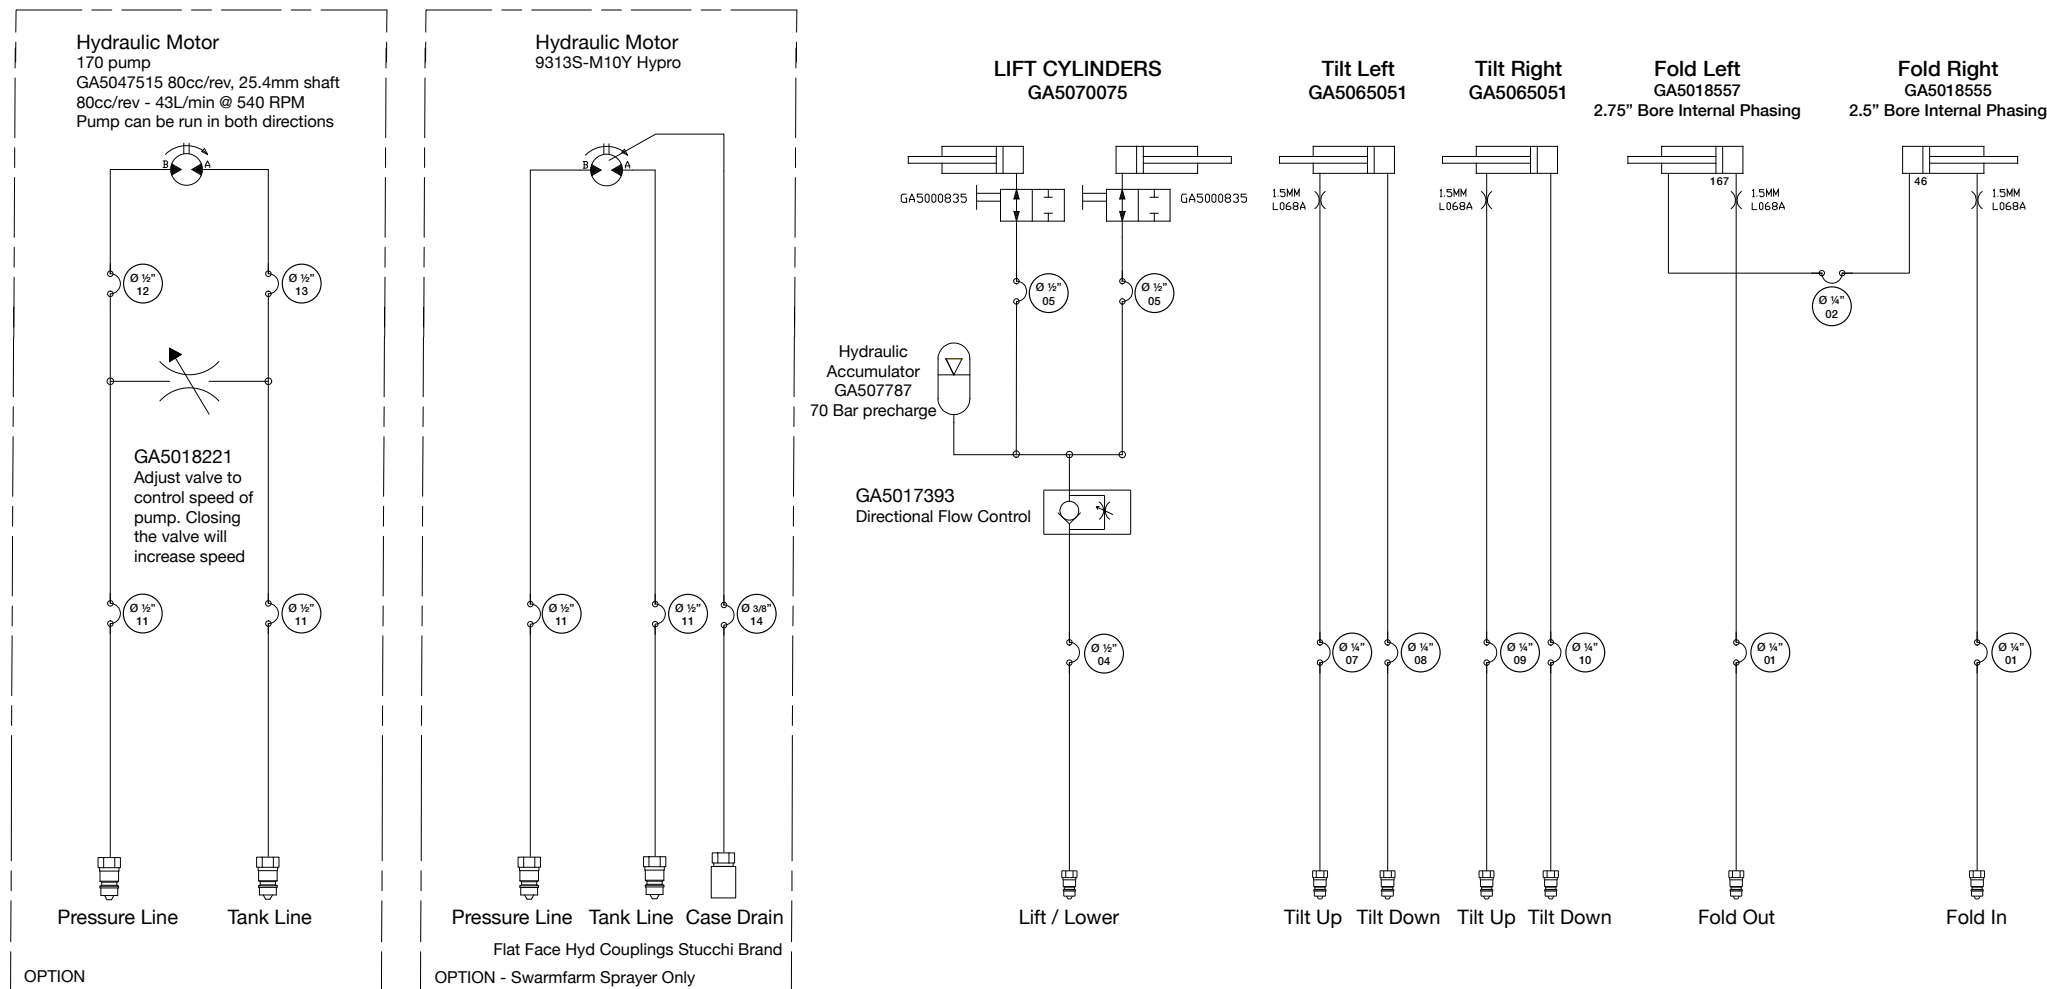 Hydraulic Motor
170 pump
GA5047515 80cc/rev, 25.4mm shaft
80cc/rev - 43L/min @ 540 RPM
Pump can be run in both directions
B A
Ø ½"
12
Ø ½"
13
GA5018221
Adjust valve to
control speed of
pump. Closing
the valve will
increase speed
Ø ½"
11
Ø ½"
11
Pressure Line
Tank Line
OPTION
Hydraulic Motor
9313S-M10Y Hypro
B A
Ø ½"
11
Ø ½"
11
Ø 3/8"
14
Pressure Line
Tank Line
Case Drain
Flat Face Hyd Couplings Stucchi Brand
OPTION - Swarmfarm Sprayer Only
LIFT CYLINDERS
GA5070075
GA5000835
GA5000835
Ø ½"
05
Ø ½"
05
Hydraulic
Accumulator
GA507787
70 Bar precharge
GA5017393
Directional Flow Control
Ø ½"
04
Lift / Lower
Tilt Left
GA5065051
1.5MM
L068A
Ø ¼"
07
Ø ¼"
08
Tilt Up
Tilt Down
Tilt Right
GA5065051
1.5MM
L068A
Ø ¼"
09
Ø ¼"
10
Tilt Up
Tilt Down
Fold Left
GA5018557
2.75" Bore Internal Phasing
167
1.5MM
L068A
Ø ¼"
02
Ø ¼"
01
Fold Out
Fold Right
GA5018555
2.5" Bore Internal Phasing
46
1.5MM
L068A
Ø ¼"
01
Fold In